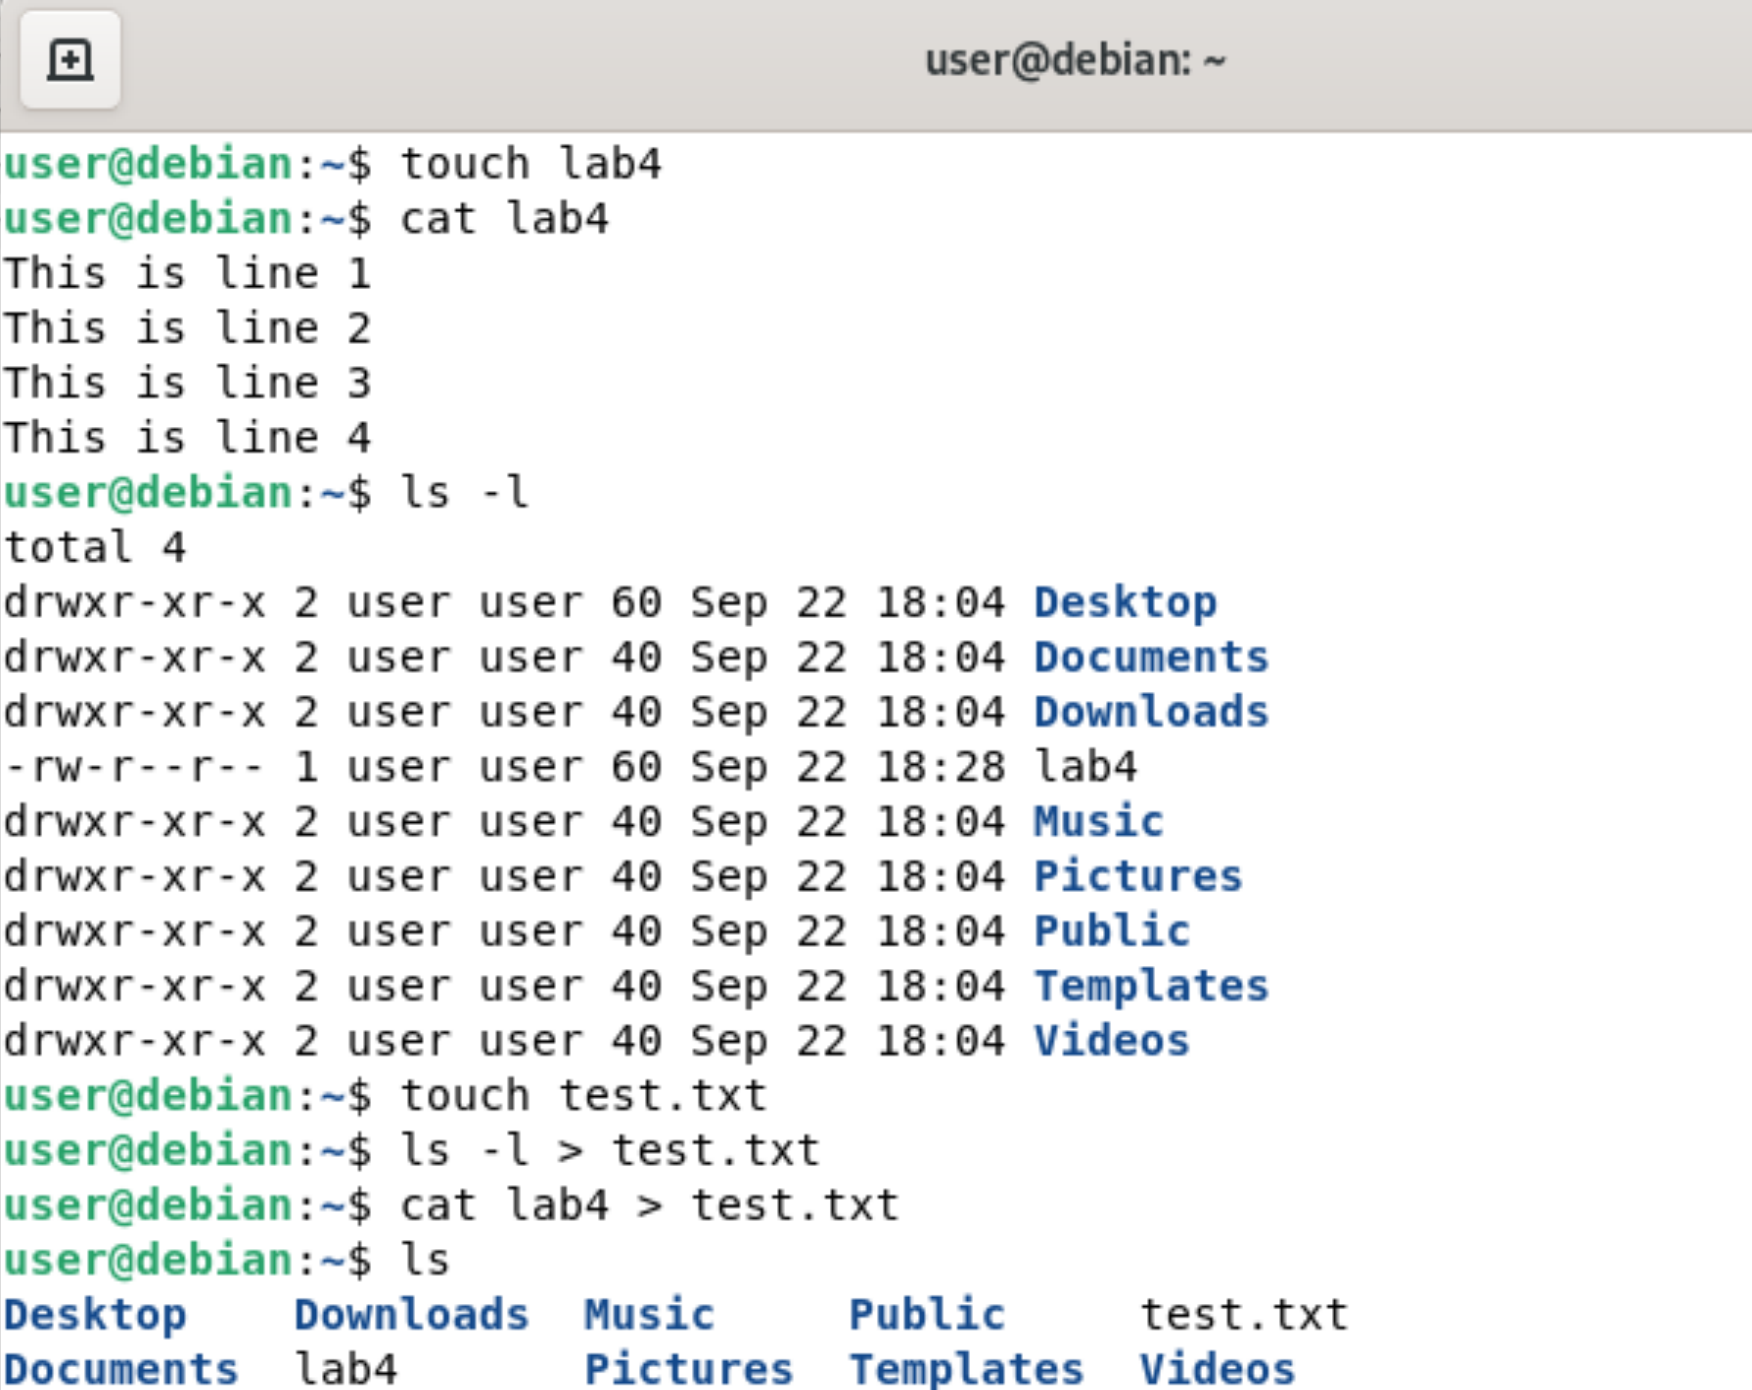 user@debian: ~
user@debian:~$ touch lab4
user@debian:~$ cat lab4
This is line 1
This is line 2
This is line 3
This is line 4
user@debian:~$ ls -l
total 4
drwxr-xr-x 2 user user 60 Sep 22 18:04 Desktop
drwxr-xr-x 2 user user 40 Sep 22 18:04 Documents
drwxr-xr-x 2 user user 40 Sep 22 18:04 Downloads
-rw-r--r-- 1 user user 60 Sep 22 18:28 lab4
drwxr-xr-x 2 user user 40 Sep 22 18:04 Music
drwxr-xr-x 2 user user 40 Sep 22 18:04 Pictures
drwxr-xr-x 2 user user 40 Sep 22 18:04 Public
drwxr-xr-x 2 user user 40 Sep 22 18:04 Templates
drwxr-xr-x 2 user user 40 Sep 22 18:04 Videos
user@debian:~$ touch test.txt
user@debian:~$ ls -l > test.txt
user@debian:~$ cat lab4 > test.txt
user@debian:~$ ls
Desktop    Downloads  Music     Public     test.txt
Documents  lab4       Pictures  Templates  Videos